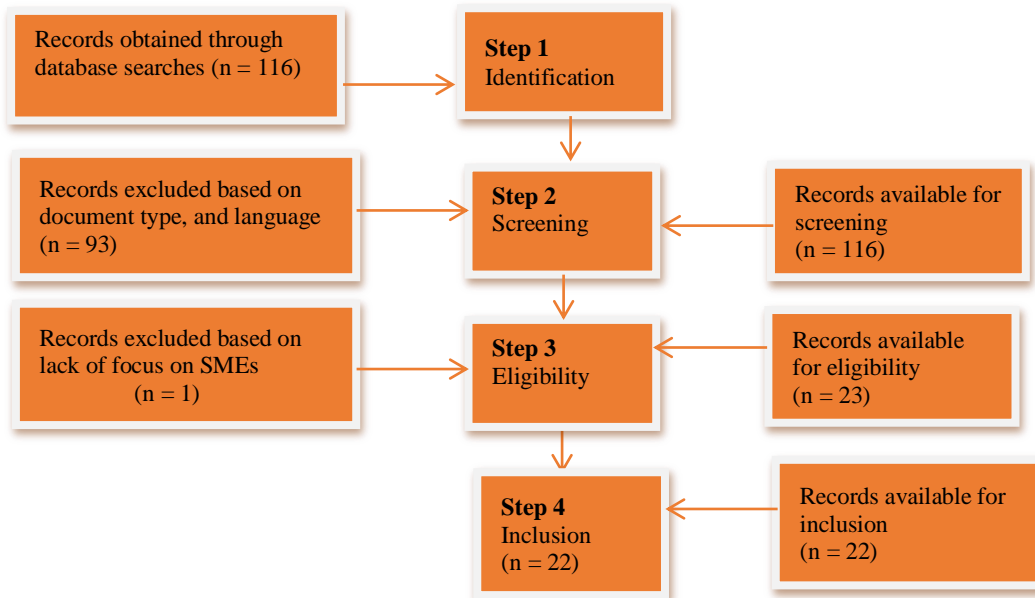 Records obtained through
database searches (n = 116)
Step 1
Identification
Records excluded based on
document type, and language
(n = 93)
Step 2
Screening
Records available for
screening
(n = 116)
Records excluded based on
lack of focus on SMEs
(n = 1)
Step 3
Eligibility
Records available
for eligibility
(n = 23)
Step 4
Inclusion
(n = 22)
Records available for
inclusion
(n = 22)